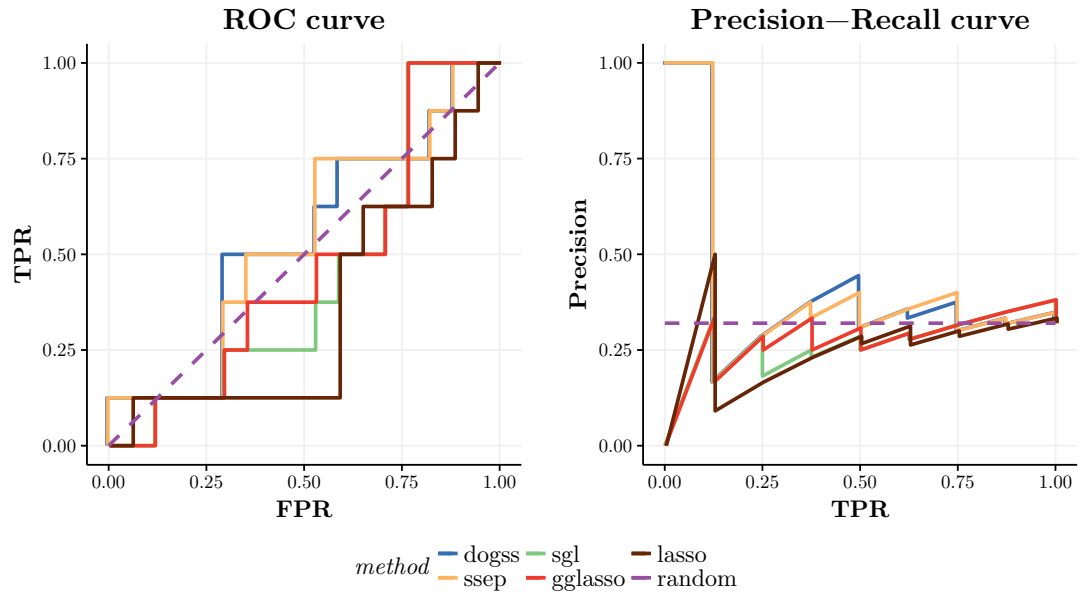 ROC curve
Precision−Recall curve
TPR
1.00
0.75
0.50
0.25
0.00
0.00 0.25 0.50 0.75 1.00
FPR
Precision
1.00
0.75
0.50
0.25
0.00
0.00 0.25 0.50 0.75 1.00
TPR
method
dogss sgl lasso
ssep gglasso random